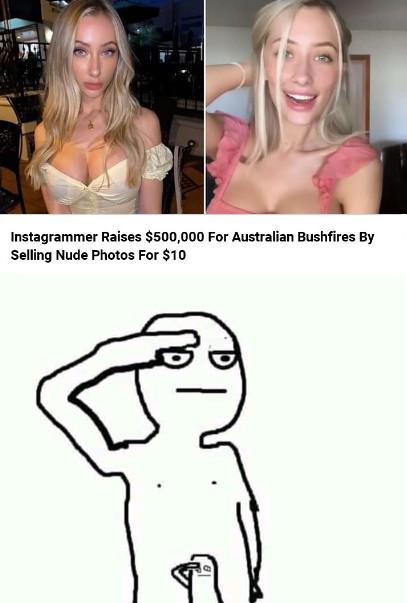 Instagrammer Raises $500,000 For Australian Bushfires By
Selling Nude Photos For $10